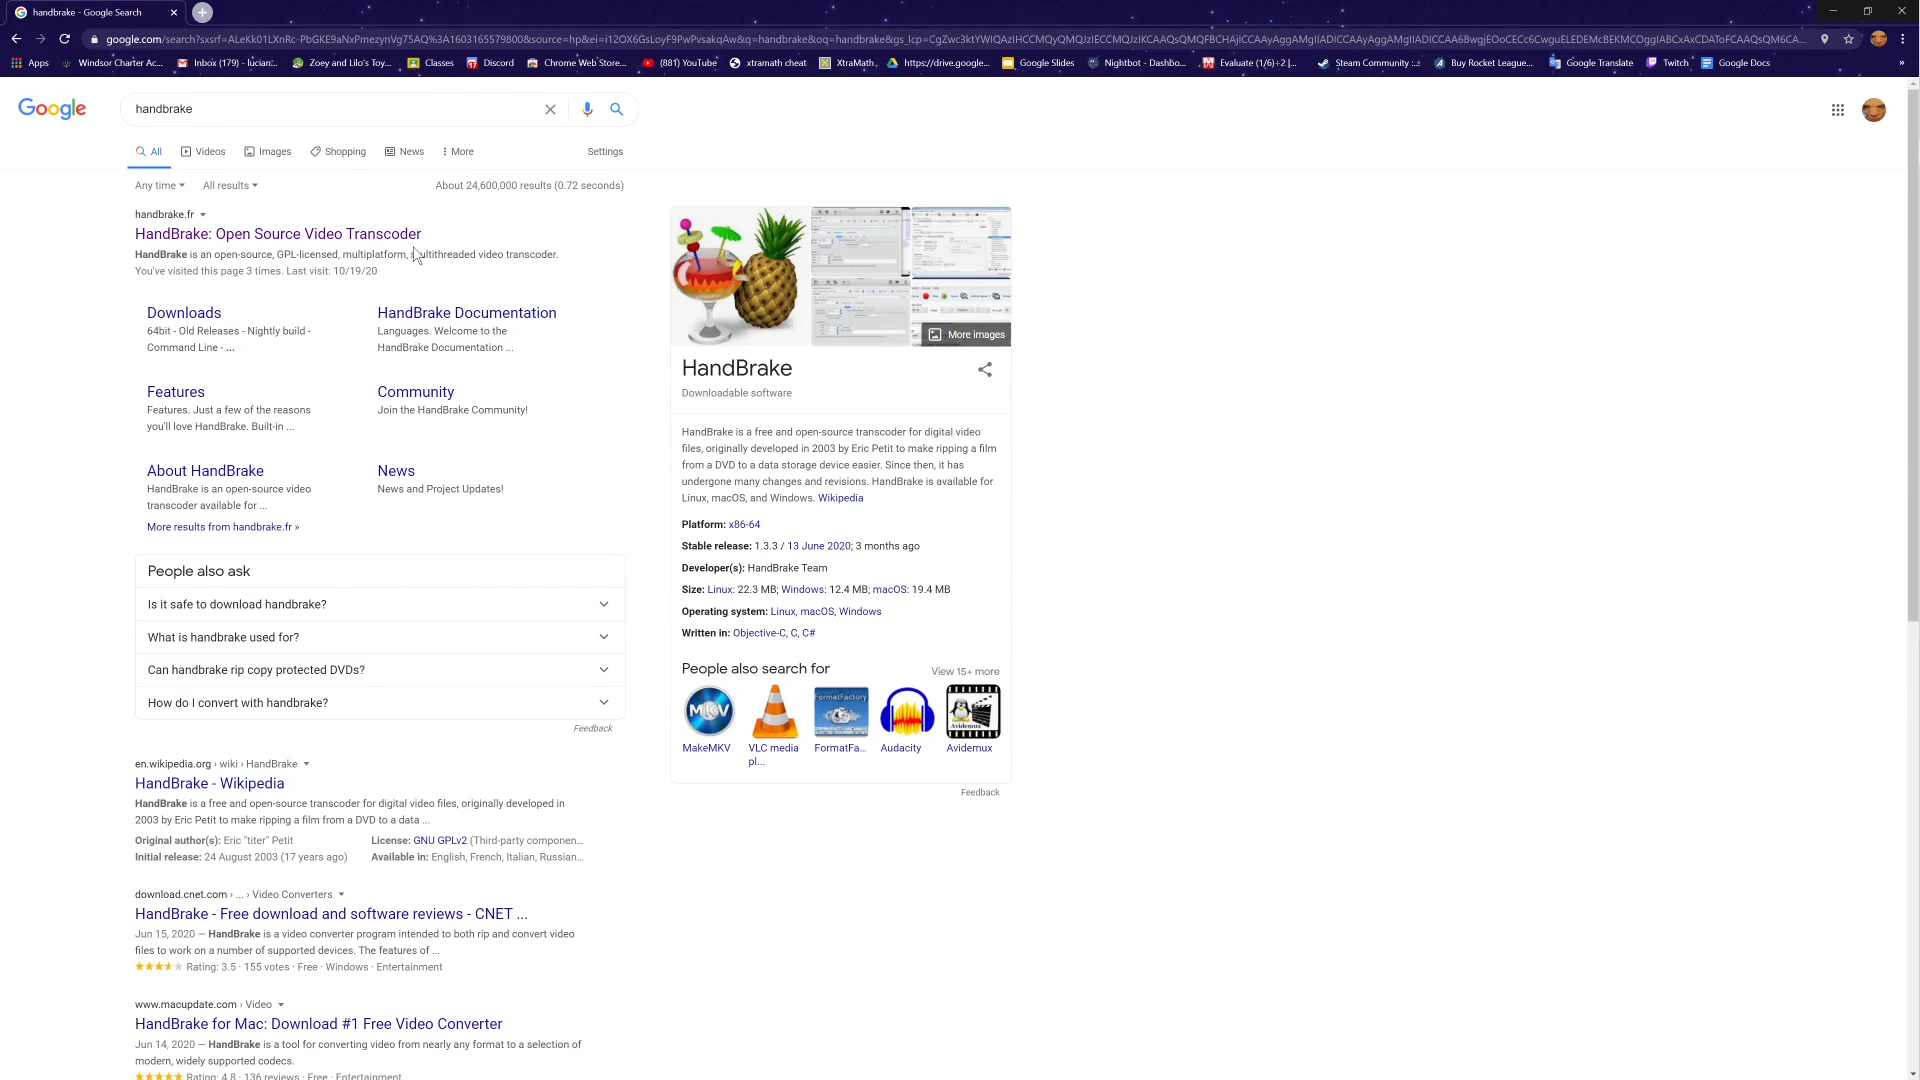 handbrake - Google Search
google.com/search?sxsrf=ALeKk01LXnRc-PbGKE9aNxPmezynVg75AQ%3A1603165579800&source=hp&ei=i12OX6GsLoyF9PwPvsakqAw&q=handbrake&oq=handbrake&gs_lcp=
Apps
Windsor Charter Ac...
Inbox (179) - lucian:...
Zoey and Lilo's Toy...
Classes
Discord
Chrome Web Store...
(881) YouTube
xtramath cheat
XtraMath
https://drive.google...
Google Slides
Nightbot - Dashbo...
Evaluate (1/6)÷2 |...
Steam Community :...
Buy Rocket League...
Google Translate
Twitch
Google Docs
Google
handbrake
All
Videos
Images
Shopping
News
More
Settings
Any time
All results
About 24,600,000 results (0.72 seconds)
handbrake.fr
HandBrake: Open Source Video Transcoder
HandBrake is an open-source, GPL-licensed, multiplatform, multithreaded video transcoder.
You've visited this page 3 times. Last visit: 10/19/20
Downloads
64bit - Old Releases - Nightly build -
Command Line - ...
HandBrake Documentation
Languages. Welcome to the
HandBrake Documentation ...
Features
Features. Just a few of the reasons
you'll love HandBrake. Built-in ...
Community
Join the HandBrake Community!
About HandBrake
HandBrake is an open-source video
transcoder available for ...
News
News and Project Updates!
More results from handbrake.fr »
People also ask
Is it safe to download handbrake?
What is handbrake used for?
Can handbrake rip copy protected DVDs?
How do I convert with handbrake?
Feedback
en.wikipedia.org › wiki › HandBrake
HandBrake - Wikipedia
HandBrake is a free and open-source transcoder for digital video files, originally developed in
2003 by Eric Petit to make ripping a film from a DVD to a data ...
Original author(s): Eric "titer" Petit
License: GNU GPLv2 (Third-party componen...
Initial release: 24 August 2003 (17 years ago)
Available in: English, French, Italian, Russian...
download.cnet.com › ... › Video Converters
HandBrake - Free download and software reviews - CNET ...
Jun 15, 2020 — HandBrake is a video converter program intended to both rip and convert video
files to work on a number of supported devices. The features of ...
Rating: 3.5 · 155 votes · Free · Windows · Entertainment
www.macupdate.com › Video
HandBrake for Mac: Download #1 Free Video Converter
Jun 14, 2020 — HandBrake is a tool for converting video from nearly any format to a selection of
modern, widely supported codecs.
Rating: 4.8 · 136 reviews · Free · Entertainment
More images
HandBrake
Downloadable software
HandBrake is a free and open-source transcoder for digital video
files, originally developed in 2003 by Eric Petit to make ripping a film
from a DVD to a data storage device easier. Since then, it has
undergone many changes and revisions. HandBrake is available for
Linux, macOS, and Windows. Wikipedia
Platform: x86-64
Stable release: 1.3.3 / 13 June 2020; 3 months ago
Developer(s): HandBrake Team
Size: Linux: 22.3 MB; Windows: 12.4 MB; macOS: 19.4 MB
Operating system: Linux, macOS, Windows
Written in: Objective-C, C, C#
People also search for
View 15+ more
MKV
FormatFactory
Avidemux
MakeMKV
VLC media
pl...
FormatFa...
Audacity
Avidemux
Feedback